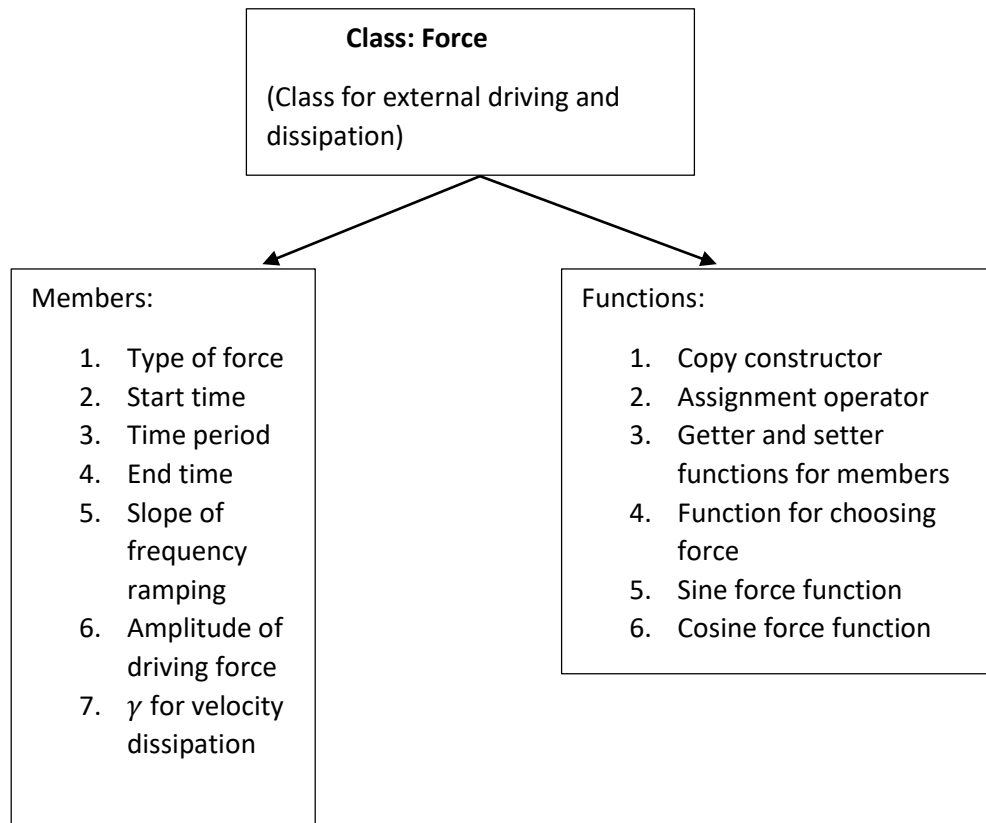 Class: Force
(Class for external driving and
dissipation)
Members:
1. Type of force
2. Start time
3. Time period
4. End time
5. Slope of
frequency
ramping
6. Amplitude of
driving force
7. γ for velocity
dissipation
Functions:
1. Copy constructor
2. Assignment operator
3. Getter and setter
functions for members
4. Function for choosing
force
5. Sine force function
6. Cosine force function